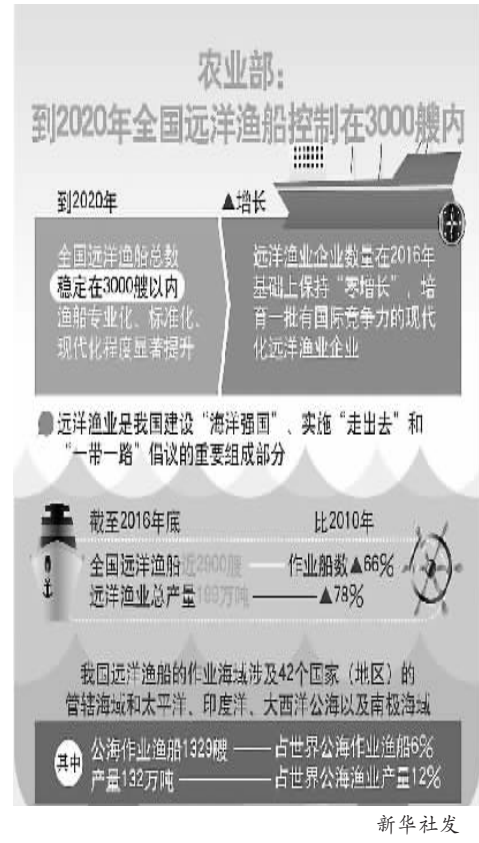 农业部：
到2020年全国远洋渔船控制在3000艘内
到2020年
▲增长
全国远洋渔船总数
稳定在3000艘以内
渔船专业化、标准化、
现代化程度显著提升
远洋渔业企业数量在2016年
基础上保持“零增长”，培
育一批有国际竞争力的现代
化远洋渔业企业
远洋渔业是我国建设“海洋强国”、实施“走出去”和
“一带一路”倡议的重要组成部分
截至2016年底
比2010年
全国远洋渔船近2900艘——作业船数▲66%
远洋渔业总产量199万吨——▲78%
我国远洋渔船的作业海域涉及42个国家（地区）的
管辖海域和太平洋、印度洋、大西洋公海以及南极海域
其中
公海作业渔船1329艘——占世界公海作业渔船6%
产量132万吨——占世界公海渔业产量12%
新华社发